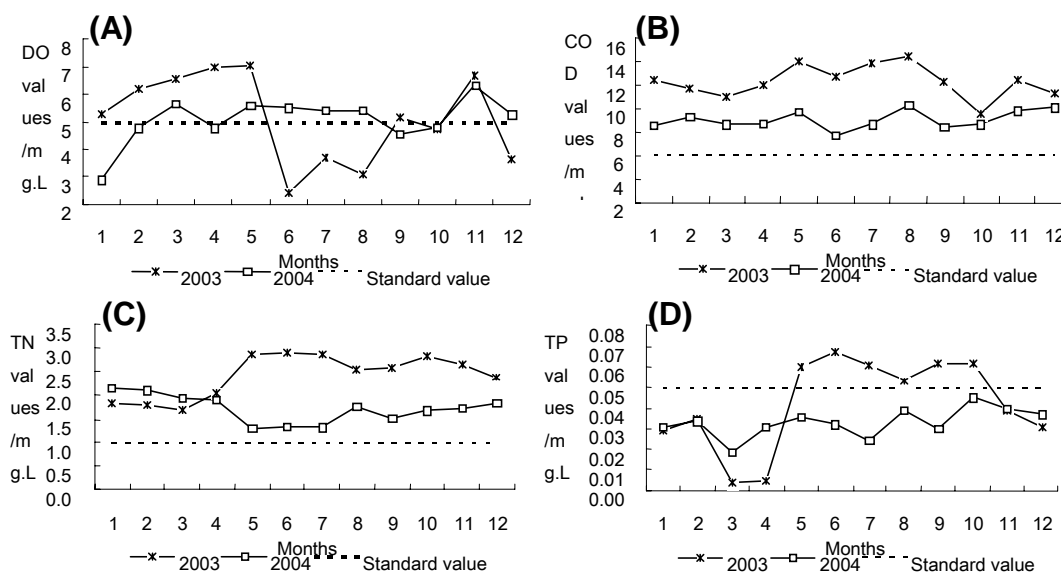 (A)
DO
val
ues
/m
g.L
8
7
6
5
4
3
2
1 2 3 4 5 6 7 8 9 10 11 12
Months
2003 2004 Standard value
(B)
CO
D
val
ues
/m
16
14
12
10
8
6
4
2
1 2 3 4 5 6 7 8 9 10 11 12
Months
2003 2004 Standard value
(C)
TN
val
ues
/m
g.L
3.5
3.0
2.5
2.0
1.5
1.0
0.5
0.0
1 2 3 4 5 6 7 8 9 10 11 12
Months
2003 2004 Standard value
(D)
TP
val
ues
/m
g.L
0.08
0.07
0.06
0.05
0.04
0.03
0.02
0.01
0.00
1 2 3 4 5 6 7 8 9 10 11 12
Months
2003 2004 Standard value